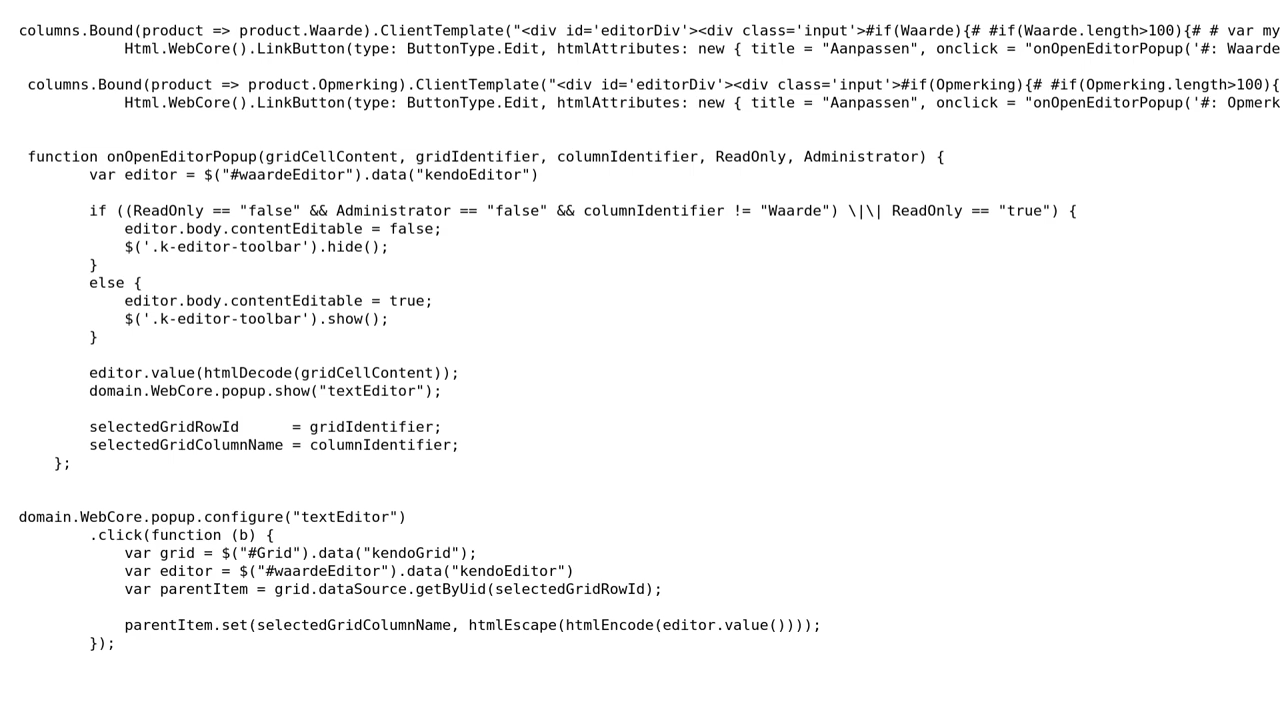 columns.Bound(product => product.Waarde).ClientTemplate("<div id='editorDiv'><div class='input'>#if(Waarde){# #if(Waarde.length>100){# # var my
Html.WebCore().LinkButton(type: ButtonType.Edit, htmlAttributes: new { title = "Aanpassen", onclick = "onOpenEditorPopup('#: Waarde
columns.Bound(product => product.Opmerking).ClientTemplate("<div id='editorDiv'><div class='input'>#if(Opmerking){# #if(Opmerking.length>100){
Html.WebCore().LinkButton(type: ButtonType.Edit, htmlAttributes: new { title = "Aanpassen", onclick = "onOpenEditorPopup('#: Opmerk
function onOpenEditorPopup(gridCellContent, gridIdentifier, columnIdentifier, ReadOnly, Administrator) {
var editor = $("#waardeEditor").data("kendoEditor")
if ((ReadOnly == "false" && Administrator == "false" && columnIdentifier != "Waarde") \|\| ReadOnly == "true") {
editor.body.contentEditable = false;
$('.k-editor-toolbar').hide();
}
else {
editor.body.contentEditable = true;
$('.k-editor-toolbar').show();
}
editor.value(htmlDecode(gridCellContent));
domain.WebCore.popup.show("textEditor");
selectedGridRowId      = gridIdentifier;
selectedGridColumnName = columnIdentifier;
};
domain.WebCore.popup.configure("textEditor")
.click(function (b) {
var grid = $("#Grid").data("kendoGrid");
var editor = $("#waardeEditor").data("kendoEditor")
var parentItem = grid.dataSource.getByUid(selectedGridRowId);
parentItem.set(selectedGridColumnName, htmlEscape(htmlEncode(editor.value())));
});